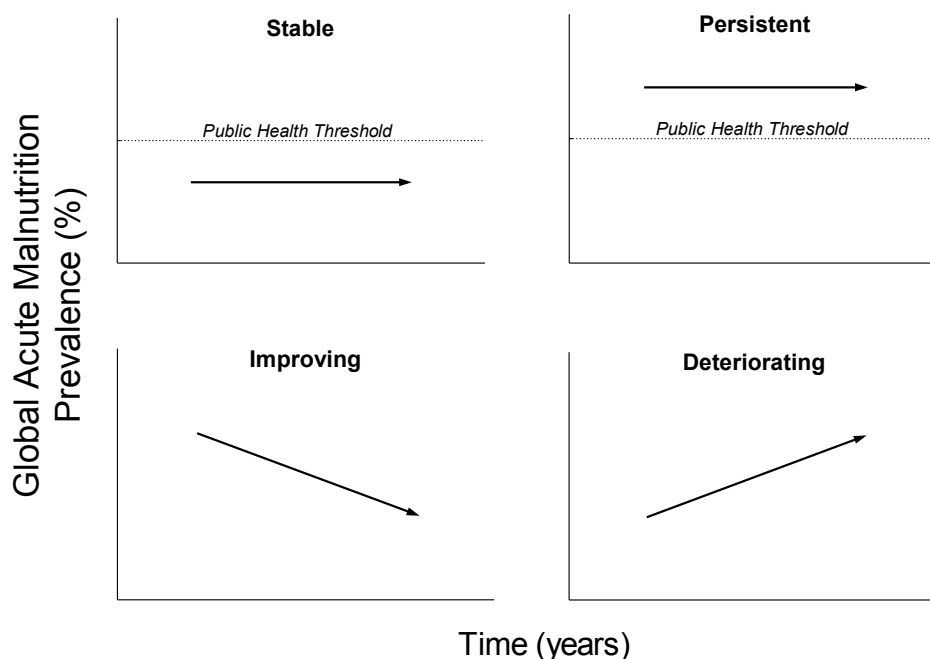 Stable
Persistent
Public Health Threshold
Public Health Threshold
Global Acute Malnutrition
Prevalence (%)
Improving
Deteriorating
Time (years)